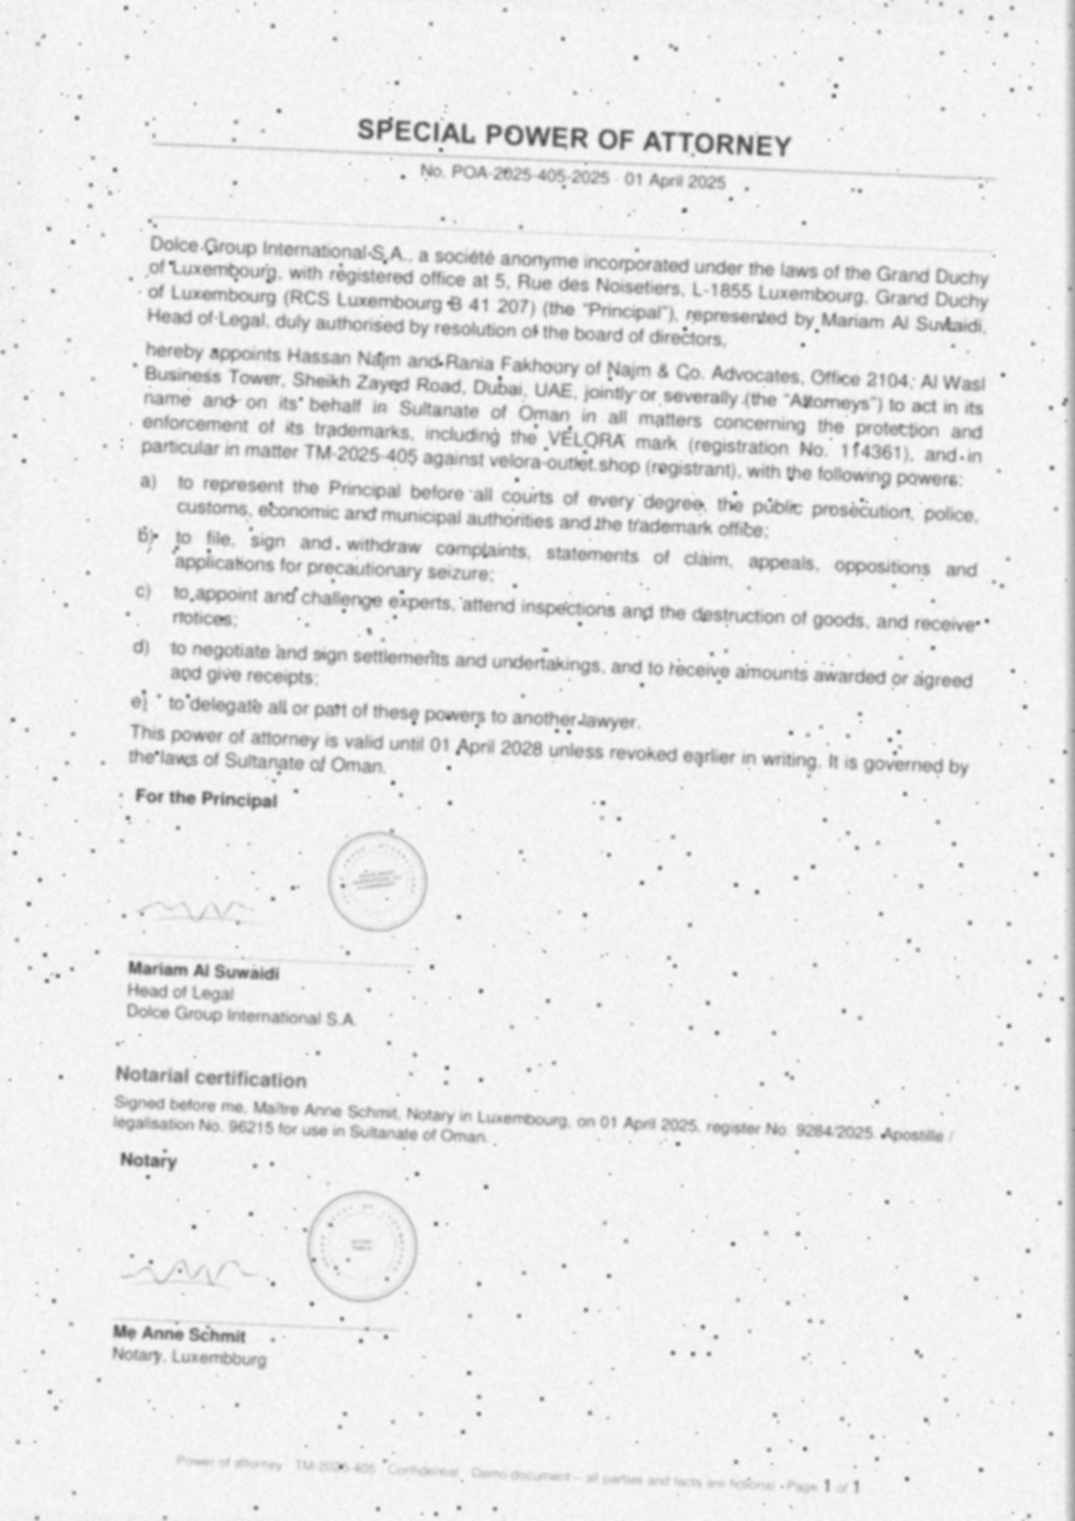 SPECIAL POWER OF ATTORNEY
No. POA-2025-405-2025 · 01 April 2025
Dolce Group International S.A., a société anonyme incorporated under the laws of the Grand Duchy
of Luxembourg, with registered office at 5, Rue des Noisetiers, L-1855 Luxembourg, Grand Duchy
of Luxembourg (RCS Luxembourg B 41 207) (the "Principal"), represented by Mariam Al Suwaidi,
Head of Legal, duly authorised by resolution of the board of directors,
hereby appoints Hassan Najm and Rania Fakhoury of Najm & Co. Advocates, Office 2104, Al Wasl
Business Tower, Sheikh Zayed Road, Dubai, UAE, jointly or severally (the "Attorneys") to act in its
name and on its behalf in Sultanate of Oman in all matters concerning the protection and
enforcement of its trademarks, including the VELORA mark (registration No. 114361), and in
particular in matter TM-2025-405 against velora-outlet.shop (registrant), with the following powers:
a) to represent the Principal before all courts of every degree, the public prosecution, police,
customs, economic and municipal authorities and the trademark office;
b) to file, sign and withdraw complaints, statements of claim, appeals, oppositions and
applications for precautionary seizure;
c) to appoint and challenge experts, attend inspections and the destruction of goods, and receive
notices;
d) to negotiate and sign settlements and undertakings, and to receive amounts awarded or agreed
and give receipts;
e) to delegate all or part of these powers to another lawyer.
This power of attorney is valid until 01 April 2028 unless revoked earlier in writing. It is governed by
the laws of Sultanate of Oman.
For the Principal
Mariam Al Suwaidi
Head of Legal
Dolce Group International S.A.
Notarial certification
Signed before me, Maître Anne Schmit, Notary in Luxembourg, on 01 April 2025, register No. 9284/2025. Apostille /
legalisation No. 96215 for use in Sultanate of Oman.
Notary
Me Anne Schmit
Notary, Luxembourg
Power of attorney · TM-2025-405 · Confidential · Demo document – all parties and facts are fictional · Page 1 of 1